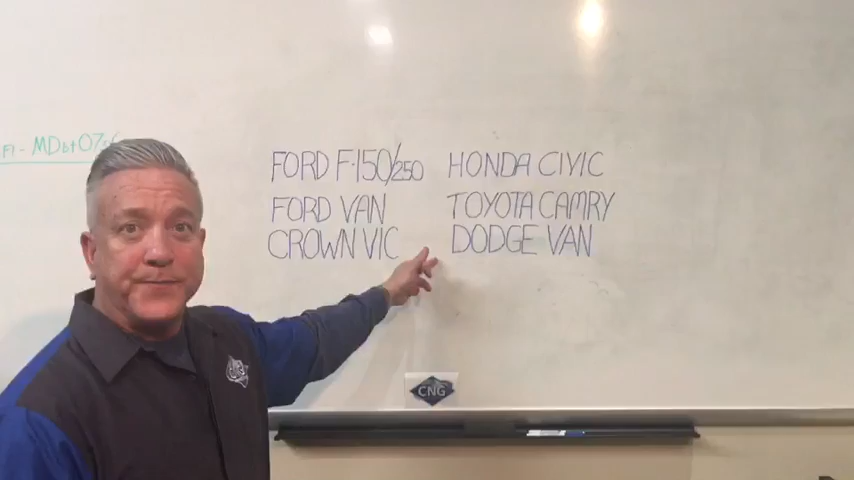 FORD F-150/250
FORD VAN
CROWN VIC
HONDA CIVIC
TOYOTA CAMRY
DODGE VAN
CNG